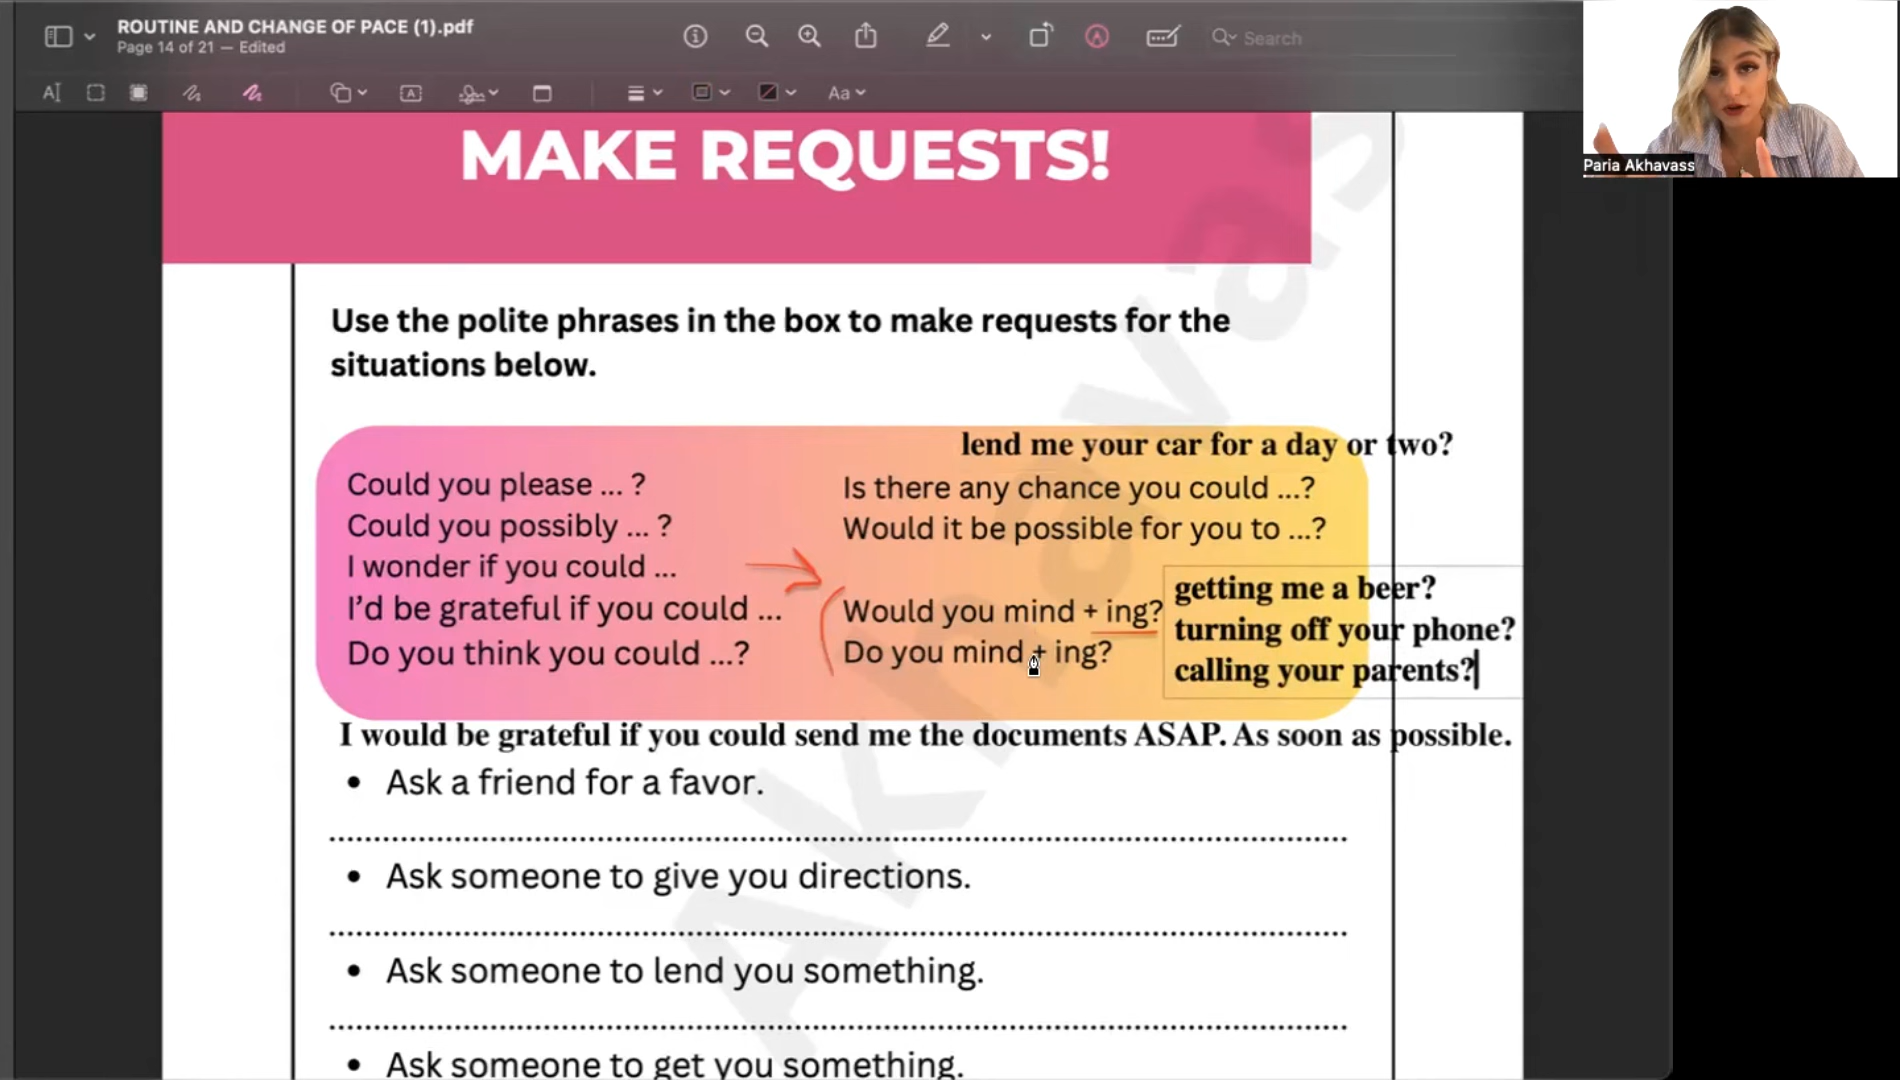 ROUTINE AND CHANGE OF PACE (1).pdf
Page 14 of 21 — Edited
Search
Aa
Paria Akhavass
MAKE REQUESTS!
Use the polite phrases in the box to make requests for the
situations below.
lend me your car for a day or two?
Could you please ... ?
Could you possibly ... ?
I wonder if you could ...
I'd be grateful if you could ...
Do you think you could ...?
Is there any chance you could ...?
Would it be possible for you to ...?
Would you mind + ing?
Do you mind + ing?
getting me a beer?
turning off your phone?
calling your parents?
I would be grateful if you could send me the documents ASAP. As soon as possible.
• Ask a friend for a favor.
• Ask someone to give you directions.
• Ask someone to lend you something.
• Ask someone to get you something.
Akhavas